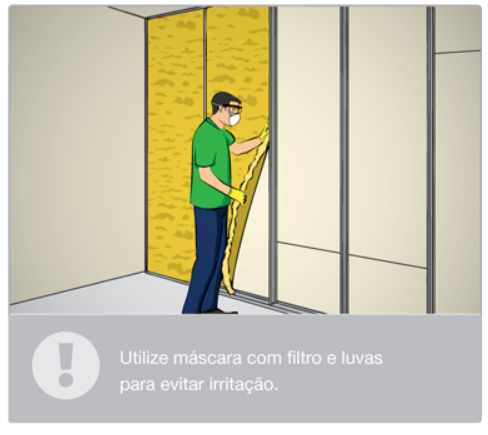 Utilize máscara com filtro e luvas
para evitar irritação.